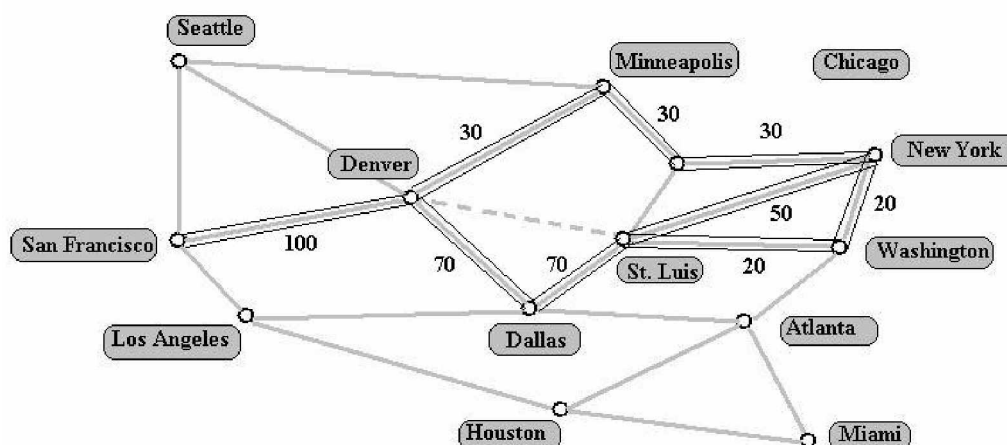 Seattle
Minneapolis
Chicago
30
30
30
Denver
New York
50
20
San Francisco
100
70
70
St. Luis
20
Washington
Los Angeles
Dallas
Atlanta
Houston
Miami